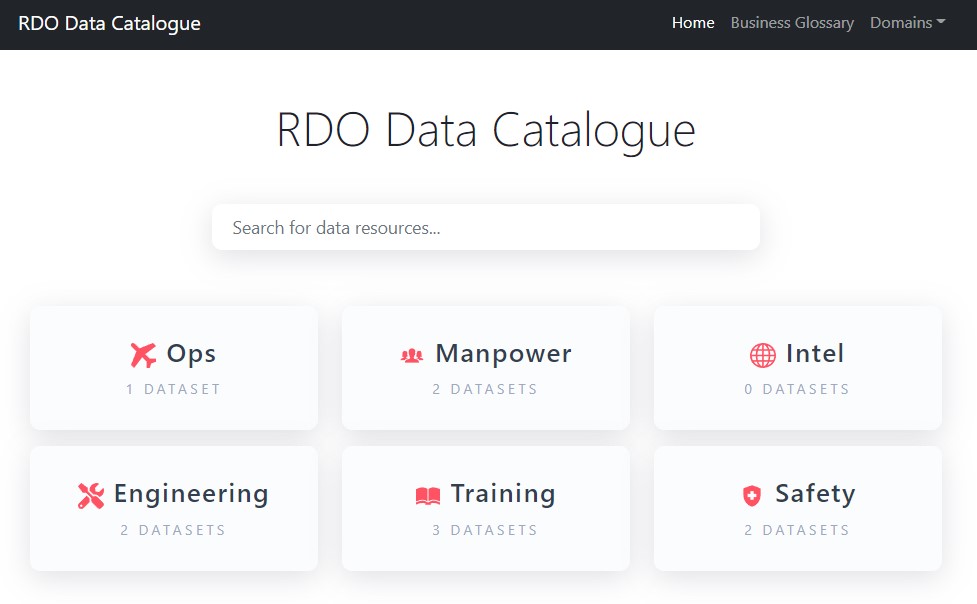 RDO Data Catalogue Home Business Glossary Domains
RDO Data Catalogue
Search for data resources...
Ops Manpower Intel
1 DATASET 2 DATASETS 0 DATASETS
Engineering Training Safety
2 DATASETS 3 DATASETS 2 DATASETS